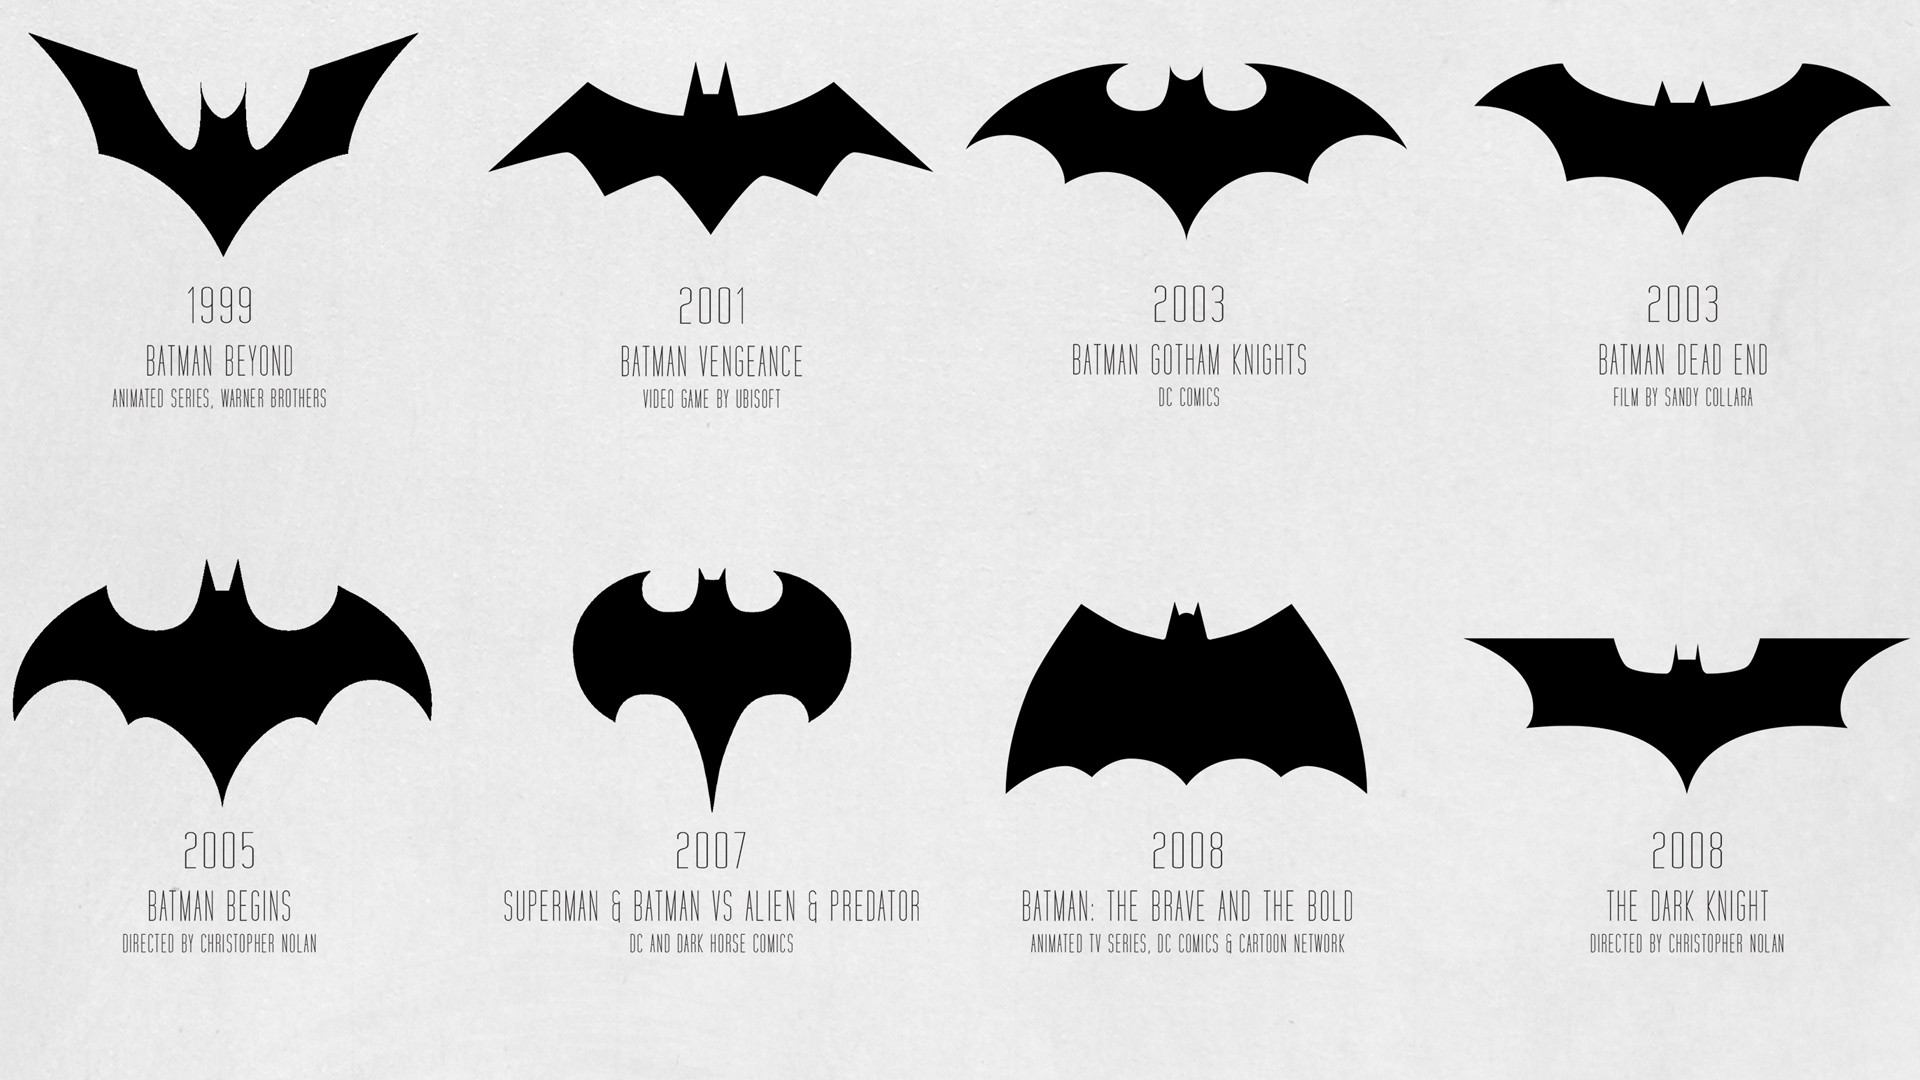 1999
BATMAN BEYOND
ANIMATED SERIES, WARNER BROTHERS
2001
BATMAN VENGEANCE
VIDEO GAME BY UBISOFT
2003
BATMAN GOTHAM KNIGHTS
DC COMICS
2003
BATMAN DEAD END
FILM BY SANDY COLLARA
2005
BATMAN BEGINS
DIRECTED BY CHRISTOPHER NOLAN
2007
SUPERMAN & BATMAN VS ALIEN & PREDATOR
DC AND DARK HORSE COMICS
2008
BATMAN: THE BRAVE AND THE BOLD
ANIMATED TV SERIES, DC COMICS & CARTOON NETWORK
2008
THE DARK KNIGHT
DIRECTED BY CHRISTOPHER NOLAN